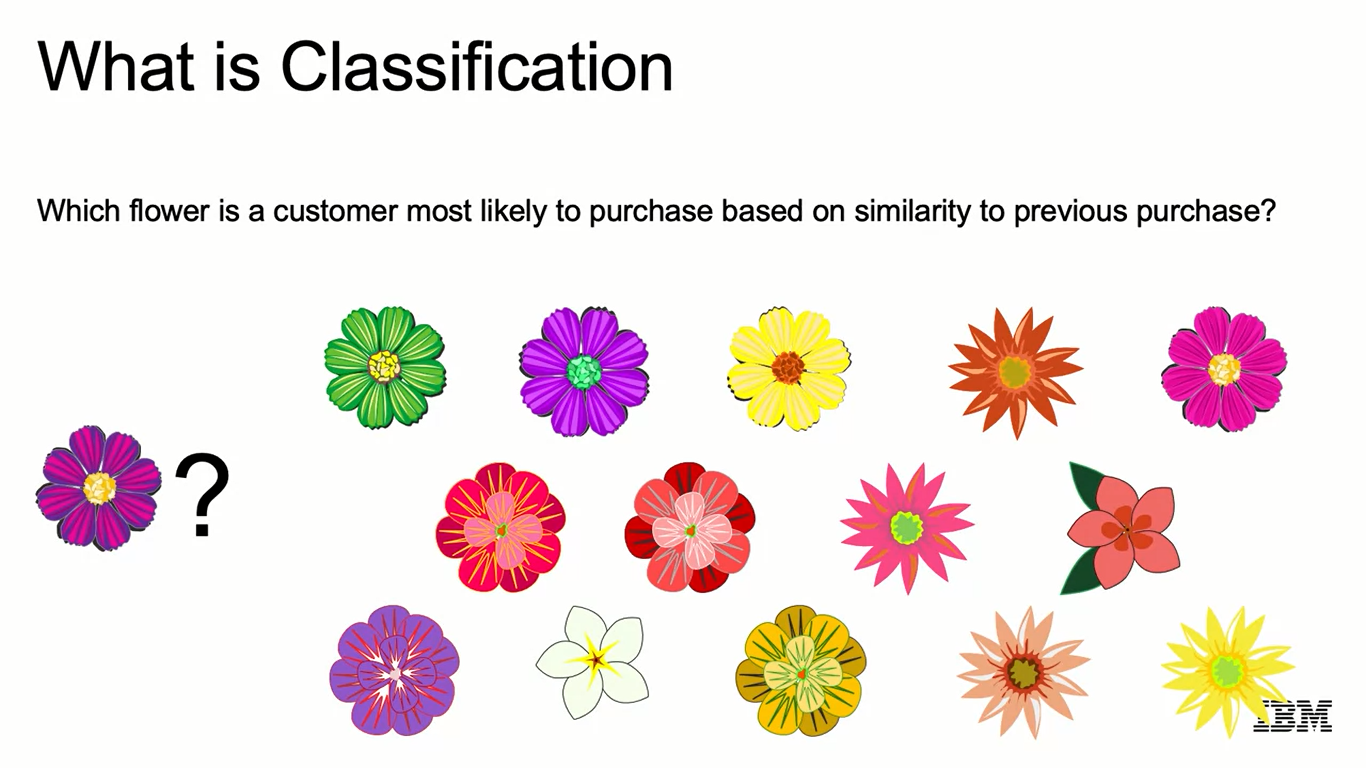 What is Classification
Which flower is a customer most likely to purchase based on similarity to previous purchase?
?
IBM